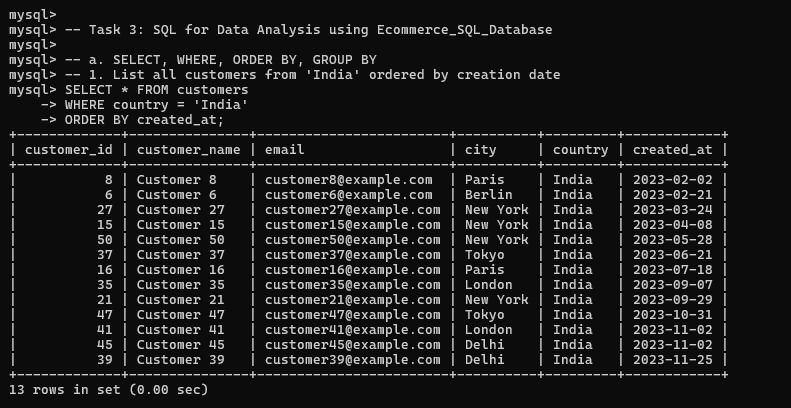 mysql>
mysql> -- Task 3: SQL for Data Analysis using Ecommerce_SQL_Database
mysql>
mysql> -- a. SELECT, WHERE, ORDER BY, GROUP BY
mysql> -- 1. List all customers from 'India' ordered by creation date
mysql> SELECT * FROM customers
    -> WHERE country = 'India'
    -> ORDER BY created_at;
+-------------+---------------+------------------------+----------+---------+------------+
| customer_id | customer_name | email                  | city     | country | created_at |
+-------------+---------------+------------------------+----------+---------+------------+
|           8 | Customer 8    | customer8@example.com  | Paris    | India   | 2023-02-02 |
|           6 | Customer 6    | customer6@example.com  | Berlin   | India   | 2023-02-21 |
|          27 | Customer 27   | customer27@example.com | New York | India   | 2023-03-24 |
|          15 | Customer 15   | customer15@example.com | New York | India   | 2023-04-08 |
|          50 | Customer 50   | customer50@example.com | New York | India   | 2023-05-28 |
|          37 | Customer 37   | customer37@example.com | Tokyo    | India   | 2023-06-21 |
|          16 | Customer 16   | customer16@example.com | Paris    | India   | 2023-07-18 |
|          35 | Customer 35   | customer35@example.com | London   | India   | 2023-09-07 |
|          21 | Customer 21   | customer21@example.com | New York | India   | 2023-09-29 |
|          47 | Customer 47   | customer47@example.com | Tokyo    | India   | 2023-10-31 |
|          41 | Customer 41   | customer41@example.com | London   | India   | 2023-11-02 |
|          45 | Customer 45   | customer45@example.com | Delhi    | India   | 2023-11-02 |
|          39 | Customer 39   | customer39@example.com | Delhi    | India   | 2023-11-25 |
+-------------+---------------+------------------------+----------+---------+------------+
13 rows in set (0.00 sec)